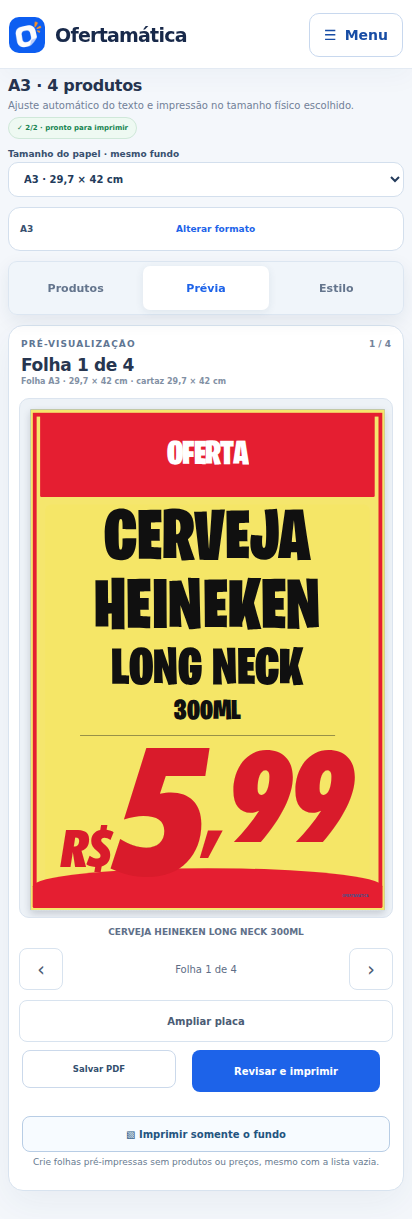 Ofertamática
☰ Menu
A3 · 4 produtos
Ajuste automático do texto e impressão no tamanho físico escolhido.
✓ 2/2 · pronto para imprimir
Tamanho do papel · mesmo fundo
A3 · 29,7 × 42 cm
A3 Alterar formato
Produtos Prévia Estilo
PRÉ-VISUALIZAÇÃO 1 / 4
Folha 1 de 4
Folha A3 · 29,7 × 42 cm · cartaz 29,7 × 42 cm
OFERTA
CERVEJA
HEINEKEN
LONG NECK
300ML
R$5,99
CERVEJA HEINEKEN LONG NECK 300ML
‹ Folha 1 de 4 ›
Ampliar placa
Salvar PDF Revisar e imprimir
▧ Imprimir somente o fundo
Crie folhas pré-impressas sem produtos ou preços, mesmo com a lista vazia.